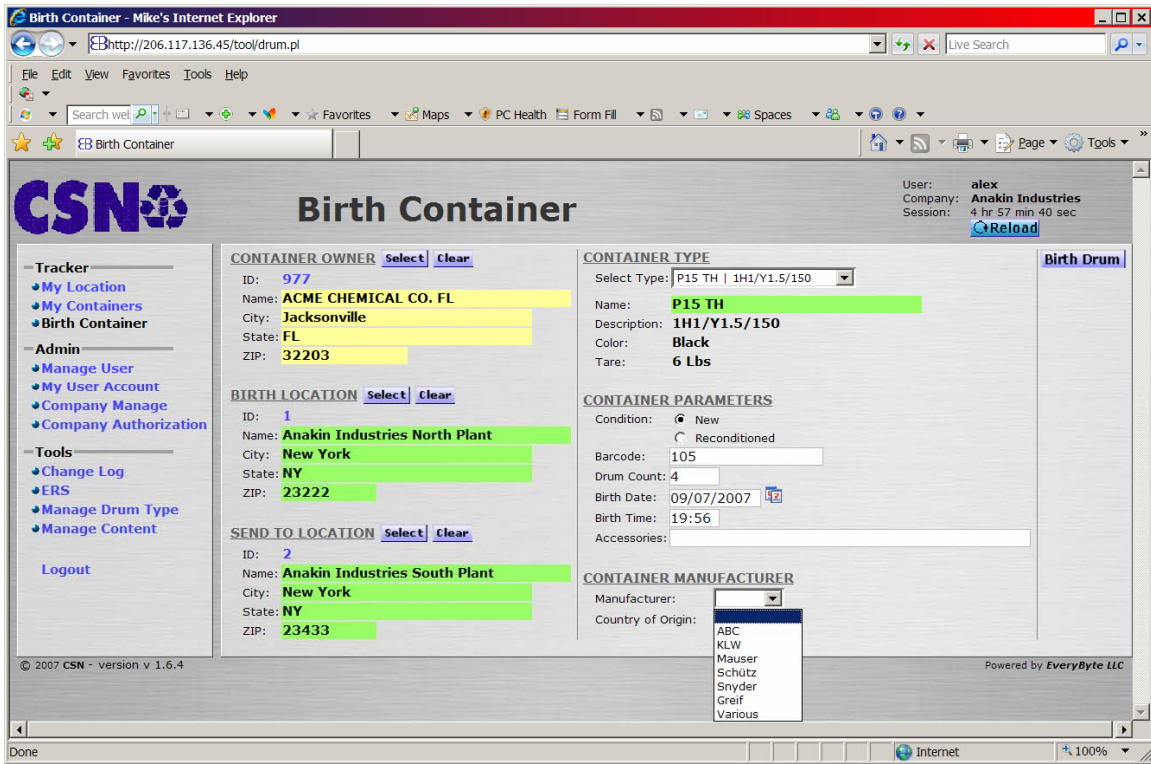 Birth Container - Mike's Internet Explorer
http://206.117.136.45/tool/drum.pl
Live Search
File Edit View Favorites Tools Help
Search wel
Favorites Maps PC Health Form Fill Spaces
Birth Container
Page Tools »
CSN
Birth Container
User: alex
Company: Anakin Industries
Session: 4 hr 57 min 40 sec
Reload
Tracker
My Location
My Containers
Birth Container
Admin
Manage User
My User Account
Company Manage
Company Authorization
Tools
Change Log
ERS
Manage Drum Type
Manage Content
Logout
CONTAINER OWNER Select Clear
ID: 977
Name: ACME CHEMICAL CO. FL
City: Jacksonville
State: FL
ZIP: 32203
BIRTH LOCATION Select Clear
ID: 1
Name: Anakin Industries North Plant
City: New York
State: NY
ZIP: 23222
SEND TO LOCATION Select Clear
ID: 2
Name: Anakin Industries South Plant
City: New York
State: NY
ZIP: 23433
CONTAINER TYPE
Select Type: P15 TH | 1H1/Y1.5/150
Name: P15 TH
Description: 1H1/Y1.5/150
Color: Black
Tare: 6 Lbs
CONTAINER PARAMETERS
Condition: New
Reconditioned
Barcode: 105
Drum Count: 4
Birth Date: 09/07/2007
Birth Time: 19:56
Accessories:
CONTAINER MANUFACTURER
Manufacturer:
Country of Origin:
ABC
KLW
Mauser
Schütz
Snyder
Greif
Various
Birth Drum
© 2007 CSN - version v 1.6.4
Powered by EveryByte LLC
Done
Internet
100%